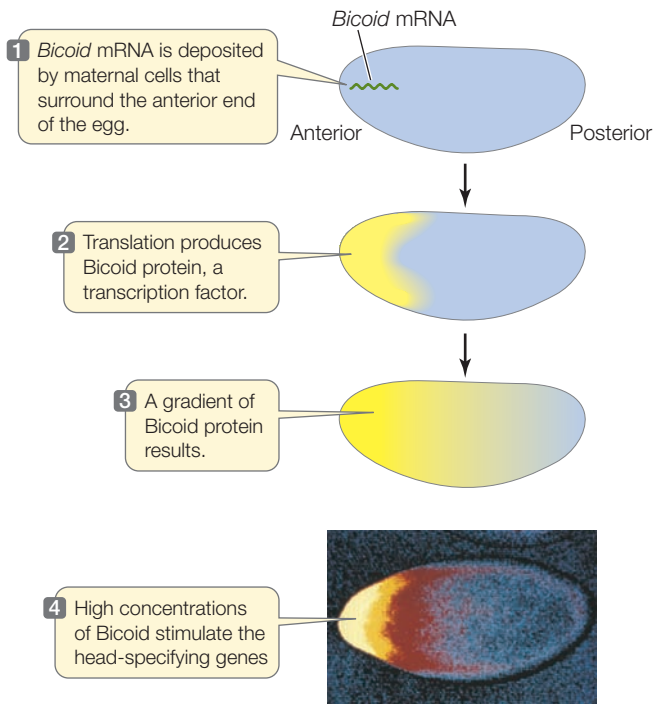 Bicoid mRNA
1 Bicoid mRNA is deposited
by maternal cells that
surround the anterior end
of the egg.
Anterior
Posterior
2 Translation produces
Bicoid protein, a
transcription factor.
3 A gradient of
Bicoid protein
results.
4 High concentrations
of Bicoid stimulate the
head-specifying genes